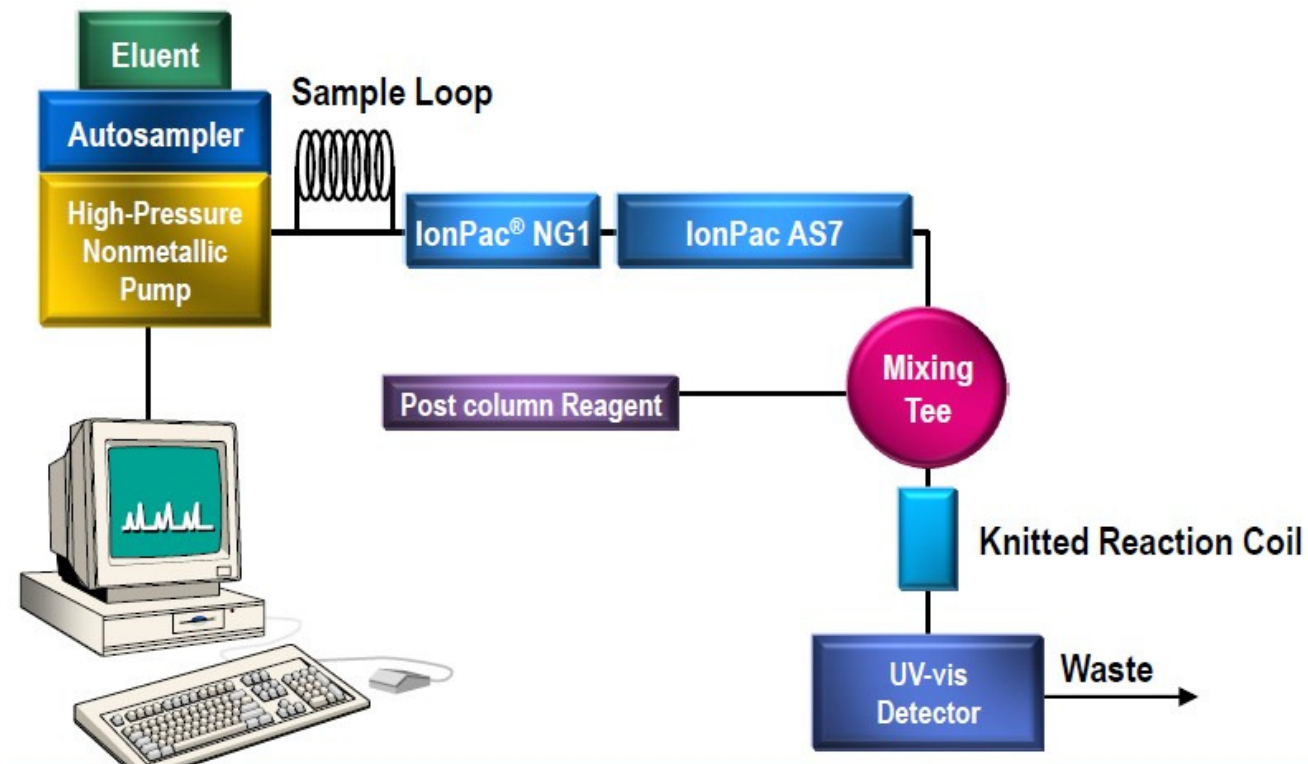 Eluent
Sample Loop
Autosampler
High-Pressure
Nonmetallic
Pump
IonPac® NG1
IonPac AS7
Mixing
Tee
Post column Reagent
Knitted Reaction Coil
UV-vis
Detector
Waste